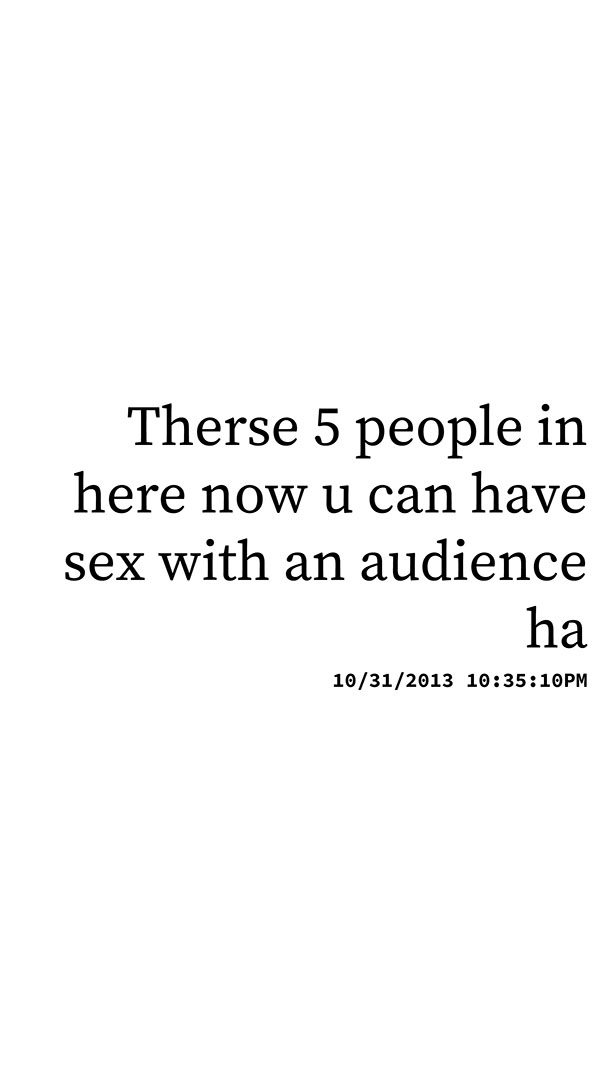 Therse 5 people in
here now u can have
sex with an audience
ha
10/31/2013 10:35:10PM